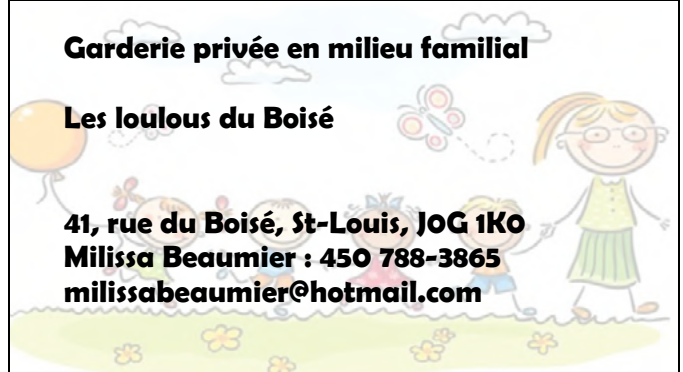 Garderie privée en milieu familial
Les loulous du Boisé
41, rue du Boisé, St-Louis, J0G 1K0
Milissa Beaumier : 450 788-3865
milissabeaumier@hotmail.com